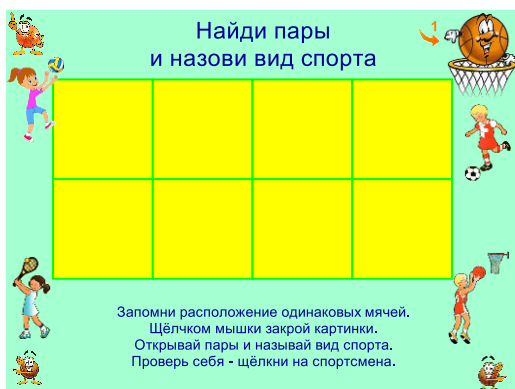 Найди пары
и назови вид спорта
1
Запомни расположение одинаковых мячей.
Щёлчком мышки закрой картинки.
Открывай пары и называй вид спорта.
Проверь себя - щёлкни на спортсмена.